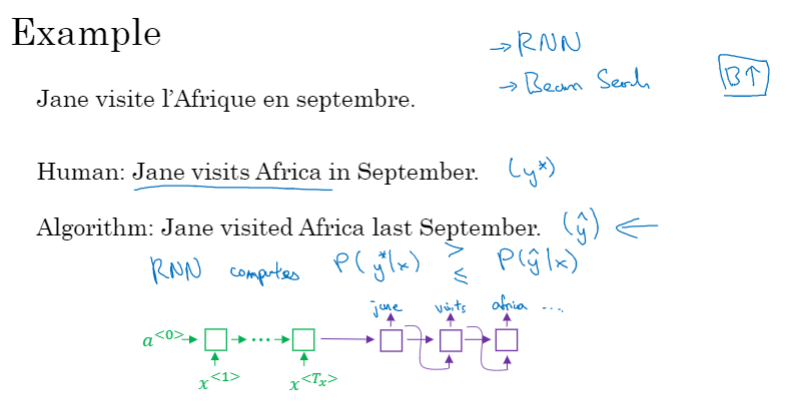 Example
→ RNN
→ Beam Search
B↑
Jane visite l'Afrique en septembre.
Human: Jane visits Africa in September. (y*)
Algorithm: Jane visited Africa last September. (ŷ) ←
RNN computes P(y*|x) > ≤ P(ŷ|x)
jane visits africa ....
a<0>
x<1> x<Tx>